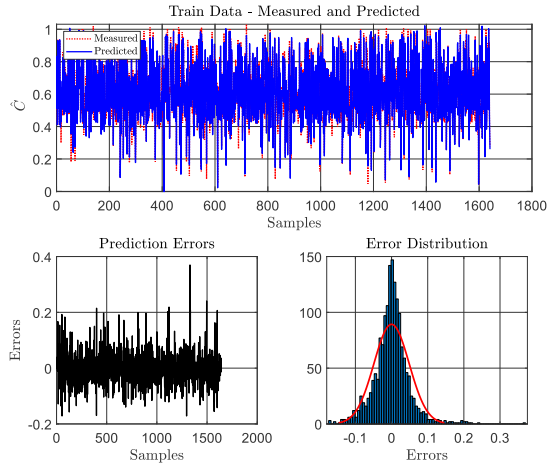 Train Data - Measured and Predicted
Measured
Predicted
Ĉ
1
0.8
0.6
0.4
0.2
0
0 200 400 600 800 1000 1200 1400 1600 1800
Samples
Prediction Errors
Errors
0.4
0.2
0
-0.2
0 500 1000 1500 2000
Samples
Error Distribution
150
100
50
0
-0.1 0 0.1 0.2 0.3
Errors